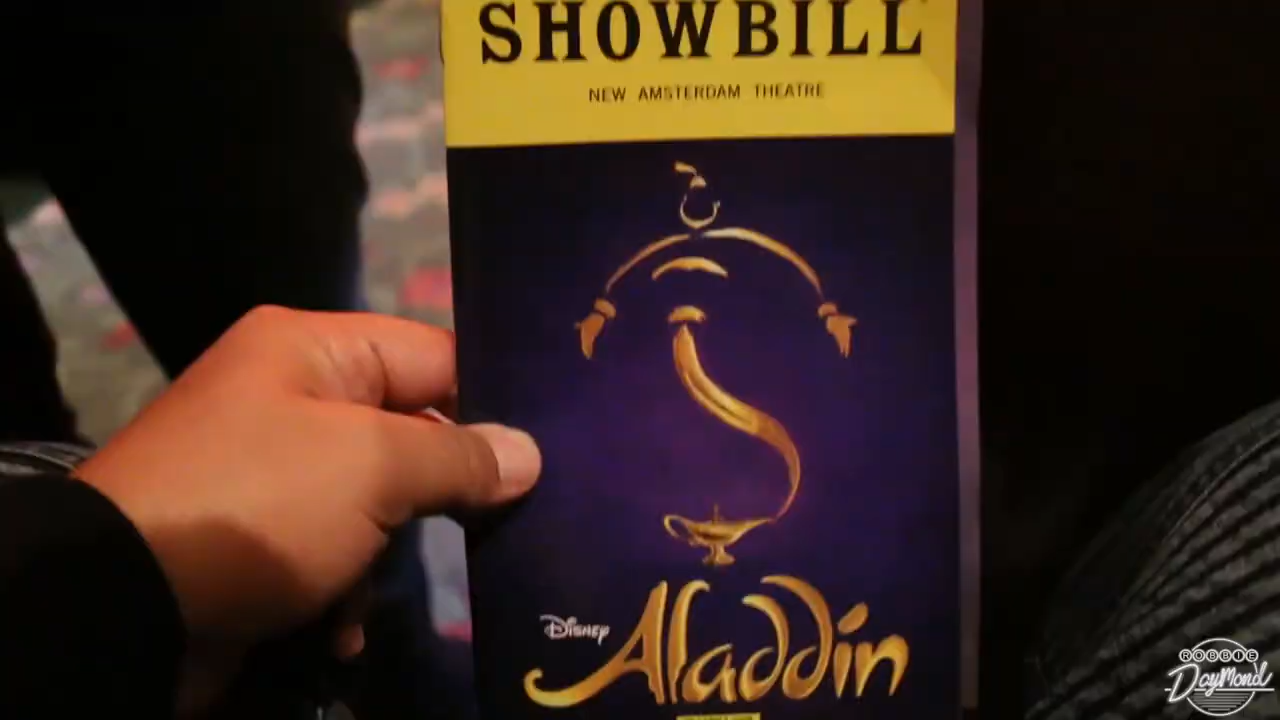 SHOWBILL
NEW AMSTERDAM THEATRE
DISNEY
Aladdin
ROBBIE
DayMond